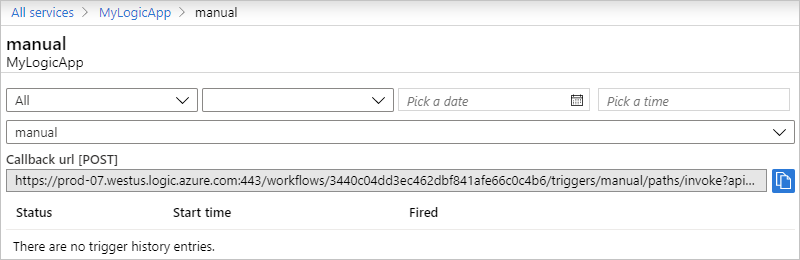 All services > MyLogicApp > manual
manual
MyLogicApp
All Pick a date Pick a time
manual
Callback url [POST]
https://prod-07.westus.logic.azure.com:443/workflows/3440c04dd3ec462dbf841afe66c0c4b6/triggers/manual/paths/invoke?api...
Status Start time Fired
There are no trigger history entries.